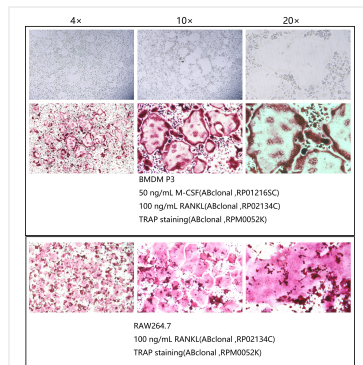 4× 10× 20×
BMDM P3
50 ng/mL M-CSF(ABclonal ,RP01216SC)
100 ng/mL RANKL(ABclonal ,RP02134C)
TRAP staining(ABclonal ,RPM0052K)
RAW264.7
100 ng/mL RANKL(ABclonal ,RP02134C)
TRAP staining(ABclonal ,RPM0052K)